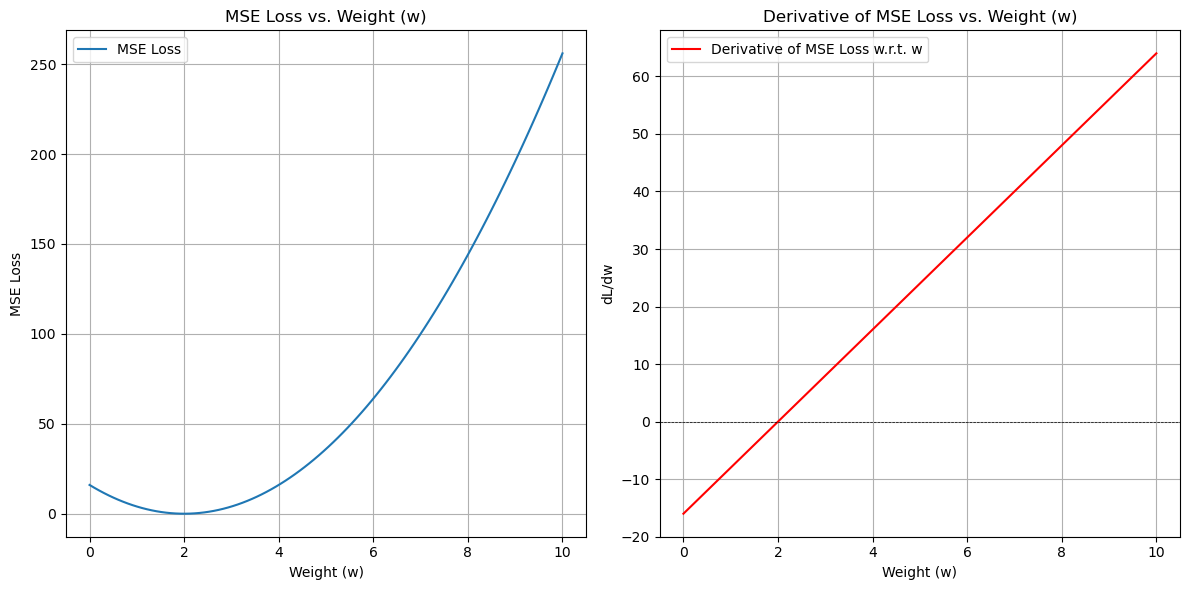 MSE Loss vs. Weight (w)
MSE Loss
250
200
150
100
50
0
MSE Loss
0 2 4 6 8 10
Weight (w)
Derivative of MSE Loss vs. Weight (w)
Derivative of MSE Loss w.r.t. w
60
50
40
30
20
10
0
−10
−20
dL/dw
0 2 4 6 8 10
Weight (w)